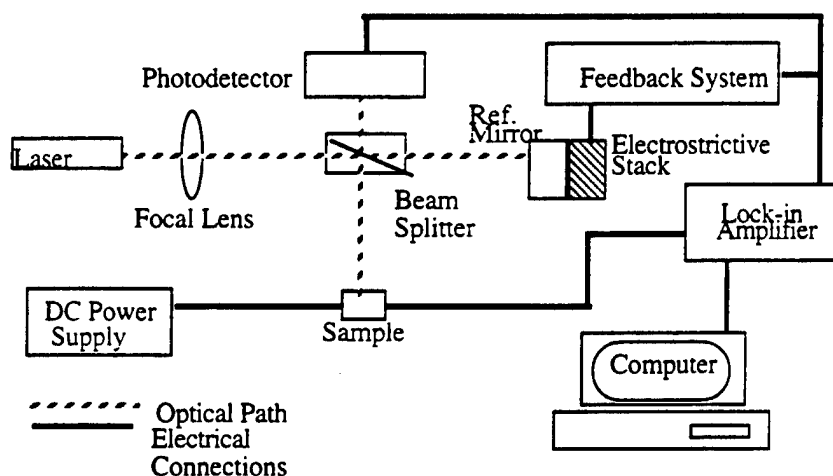 Photodetector
Feedback System
Ref.
Mirror
Electrostrictive
Stack
Laser
Focal Lens
Beam
Splitter
Lock-in
Amplifier
DC Power
Supply
Sample
Computer
Optical Path
Electrical
Connections